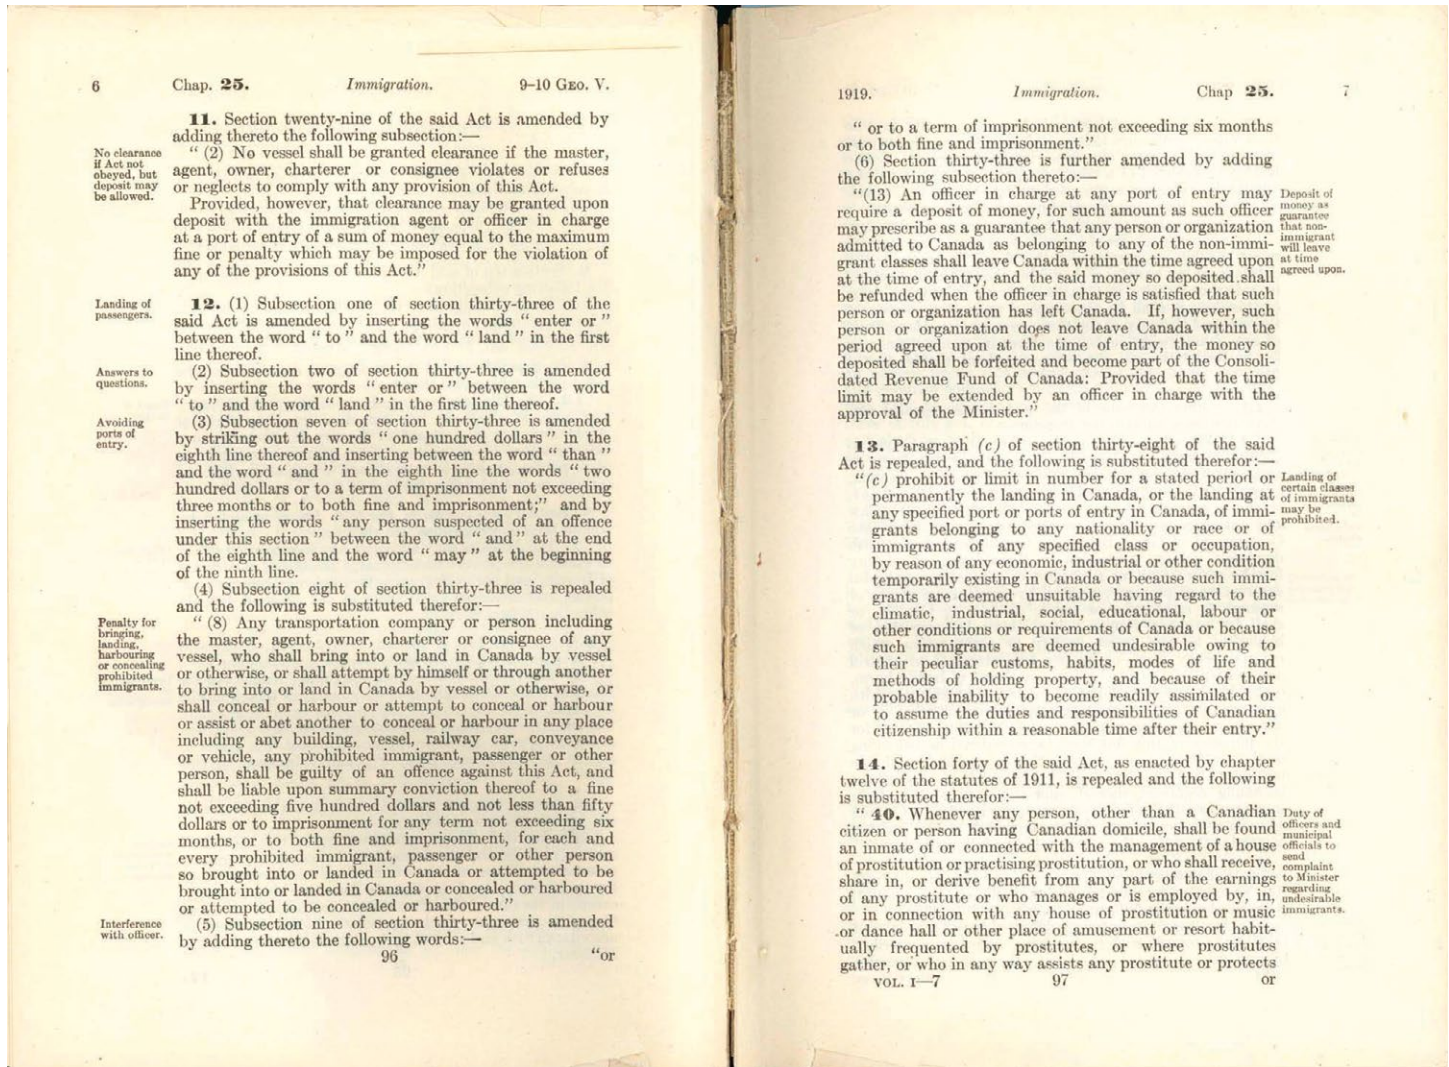 6 Chap. 25. Immigration. 9-10 GEO. V.
11. Section twenty-nine of the said Act is amended by
adding thereto the following subsection:—
No clearance
if Act not
obeyed, but
deposit may
be allowed.
“ (2) No vessel shall be granted clearance if the master,
agent, owner, charterer or consignee violates or refuses
or neglects to comply with any provision of this Act.
Provided, however, that clearance may be granted upon
deposit with the immigration agent or officer in charge
at a port of entry of a sum of money equal to the maximum
fine or penalty which may be imposed for the violation of
any of the provisions of this Act.”
Landing of
passengers.
12. (1) Subsection one of section thirty-three of the
said Act is amended by inserting the words “ enter or ”
between the word “ to ” and the word “ land ” in the first
line thereof.
Answers to
questions.
(2) Subsection two of section thirty-three is amended
by inserting the words “ enter or ” between the word
“ to ” and the word “ land ” in the first line thereof.
Avoiding
ports of
entry.
(3) Subsection seven of section thirty-three is amended
by striking out the words “ one hundred dollars ” in the
eighth line thereof and inserting between the word “ than ”
and the word “ and ” in the eighth line the words “ two
hundred dollars or to a term of imprisonment not exceeding
three months or to both fine and imprisonment;” and by
inserting the words “ any person suspected of an offence
under this section ” between the word “ and ” at the end
of the eighth line and the word “ may ” at the beginning
of the ninth line.
(4) Subsection eight of section thirty-three is repealed
and the following is substituted therefor:—
Penalty for
bringing,
landing,
harbouring
or concealing
prohibited
immigrants.
“ (8) Any transportation company or person including
the master, agent, owner, charterer or consignee of any
vessel, who shall bring into or land in Canada by vessel
or otherwise, or shall attempt by himself or through another
to bring into or land in Canada by vessel or otherwise, or
shall conceal or harbour or attempt to conceal or harbour
or assist or abet another to conceal or harbour in any place
including any building, vessel, railway car, conveyance
or vehicle, any prohibited immigrant, passenger or other
person, shall be guilty of an offence against this Act, and
shall be liable upon summary conviction thereof to a fine
not exceeding five hundred dollars and not less than fifty
dollars or to imprisonment for any term not exceeding six
months, or to both fine and imprisonment, for each and
every prohibited immigrant, passenger or other person
so brought into or landed in Canada or attempted to be
brought into or landed in Canada or concealed or harboured
or attempted to be concealed or harboured.”
Interference
with officer.
(5) Subsection nine of section thirty-three is amended
by adding thereto the following words:—
96 “or
1919. Immigration. Chap 25. 7
“ or to a term of imprisonment not exceeding six months
or to both fine and imprisonment.”
(6) Section thirty-three is further amended by adding
the following subsection thereto:—
“(13) An officer in charge at any port of entry may
require a deposit of money, for such amount as such officer
may prescribe as a guarantee that any person or organization
admitted to Canada as belonging to any of the non-immi-
grant classes shall leave Canada within the time agreed upon
at the time of entry, and the said money so deposited shall
be refunded when the officer in charge is satisfied that such
person or organization has left Canada. If, however, such
person or organization does not leave Canada within the
period agreed upon at the time of entry, the money so
deposited shall be forfeited and become part of the Consoli-
dated Revenue Fund of Canada: Provided that the time
limit may be extended by an officer in charge with the
approval of the Minister.”
Deposit of
money as
guarantee
that non-
immigrant
will leave
at time
agreed upon.
13. Paragraph (c) of section thirty-eight of the said
Act is repealed, and the following is substituted therefor:—
“(c) prohibit or limit in number for a stated period or
permanently the landing in Canada, or the landing at
any specified port or ports of entry in Canada, of immi-
grants belonging to any nationality or race or of
immigrants of any specified class or occupation,
by reason of any economic, industrial or other condition
temporarily existing in Canada or because such immi-
grants are deemed unsuitable having regard to the
climatic, industrial, social, educational, labour or
other conditions or requirements of Canada or because
such immigrants are deemed undesirable owing to
their peculiar customs, habits, modes of life and
methods of holding property, and because of their
probable inability to become readily assimilated or
to assume the duties and responsibilities of Canadian
citizenship within a reasonable time after their entry.”
Landing of
certain classes
of immigrants
may be
prohibited.
14. Section forty of the said Act, as enacted by chapter
twelve of the statutes of 1911, is repealed and the following
is substituted therefor:—
“ 40. Whenever any person, other than a Canadian
citizen or person having Canadian domicile, shall be found
an inmate of or connected with the management of a house
of prostitution or practising prostitution, or who shall receive,
share in, or derive benefit from any part of the earnings
of any prostitute or who manages or is employed by, in,
or in connection with any house of prostitution or music
or dance hall or other place of amusement or resort habit-
ually frequented by prostitutes, or where prostitutes
gather, or who in any way assists any prostitute or protects
Duty of
officers and
municipal
officials to
send
complaint
to Minister
regarding
undesirable
immigrants.
VOL. I—7 97 or